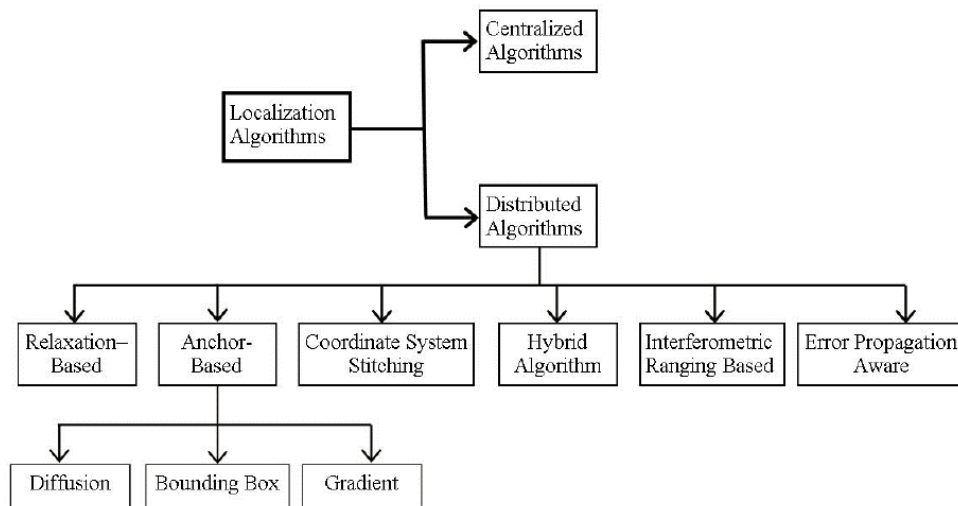 Centralized
Algorithms
Localization
Algorithms
Distributed
Algorithms
Relaxation–
Based
Anchor-
Based
Coordinate System
Stitching
Hybrid
Algorithm
Interferometric
Ranging Based
Error Propagation
Aware
Diffusion
Bounding Box
Gradient